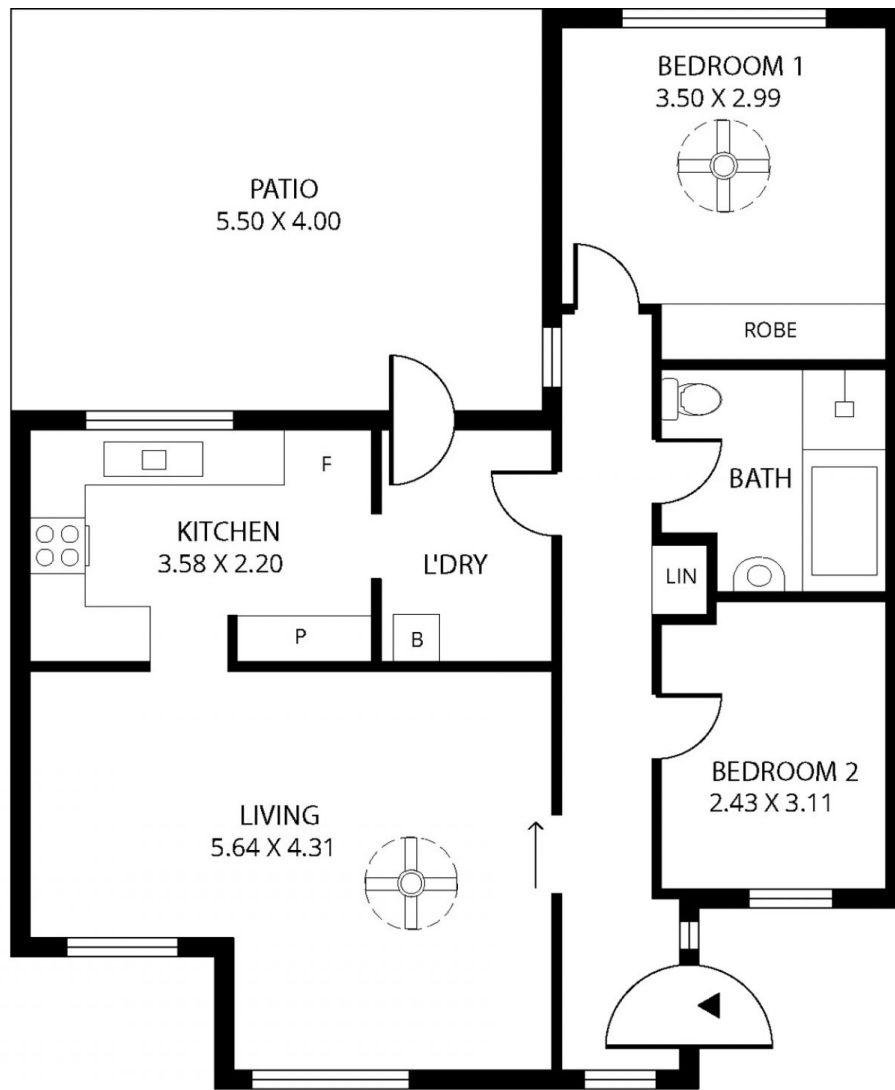 BEDROOM 1
3.50 X 2.99
PATIO
5.50 X 4.00
ROBE
F
KITCHEN
3.58 X 2.20
L'DRY
BATH
LIN
P
B
BEDROOM 2
2.43 X 3.11
LIVING
5.64 X 4.31